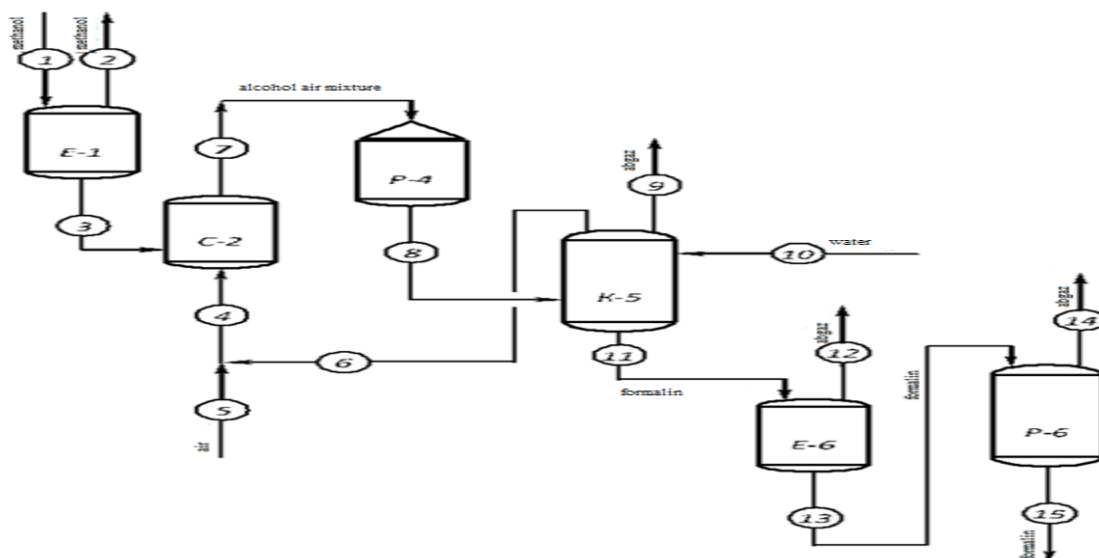 methanol
methanol
1
2
alcohol air mixture
E-1
7
P-4
abgaz
9
3
C-2
8
water
10
K-5
abgaz
14
4
abgaz
12
6
11
formalin
formalin
5
air
E-6
P-6
13
15
formalin